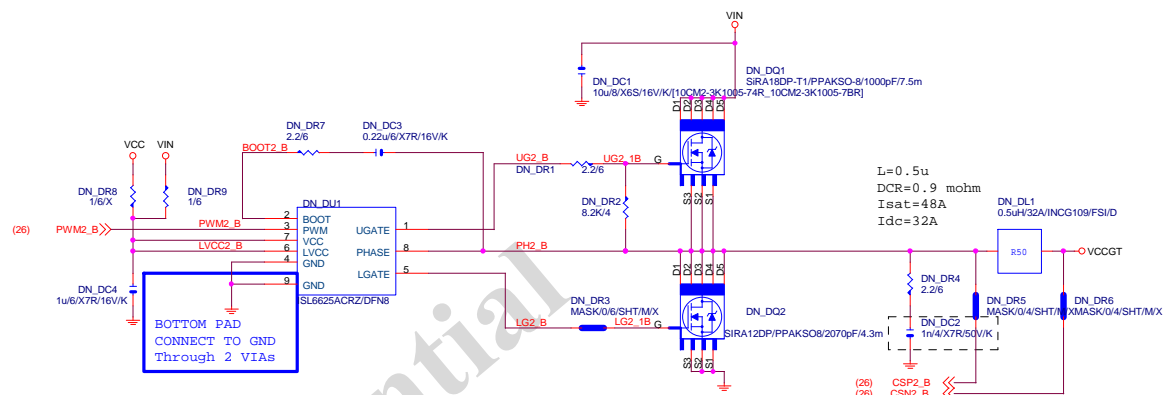 VIN
DN_DQ1
SiRA18DP-T1/PPAKSO-8/1000pF/7.5m
DN_DC1
10u/8/X6S/16V/K/[10CM2-3K1005-74R_10CM2-3K1005-7BR]
D1 D2 D3 D4 D5
DN_DR7
2.2/6
DN_DC3
0.22u/6/X7R/16V/K
BOOT2_B
VCC
VIN
UG2_B
DN_DR1
2.2/6
UG2_1B
G
S3 S2 S1
L=0.5u
DCR=0.9 mohm
Isat=48A
Idc=32A
DN_DR8
1/6/X
DN_DR9
1/6
DN_DU1
DN_DR2
8.2K/4
DN_DL1
0.5uH/32A/INCG109/FSI/D
(26) PWM2_B
PWM2_B
LVCC2_B
2 BOOT
3 PWM
7 VCC
6 LVCC
4 GND
9 GND
UGATE 1
PHASE 8
LGATE 5
ISL6625ACRZ/DFN8
PH2_B
R50
VCCGT
D1 D2 D3 D4 D5
DN_DC4
1u/6/X7R/16V/K
DN_DR4
2.2/6
DN_DR3
MASK/0/6/SHT/M/X
LG2_B
LG2_1B
G
DN_DQ2
SIRA12DP/PPAKSO8/2070pF/4.3m
S3 S2 S1
DN_DR5
MASK/0/4/SHT/M/X
DN_DR6
MASK/0/4/SHT/M/X
DN_DC2
1n/4/X7R/50V/K
BOTTOM PAD
CONNECT TO GND
Through 2 VIAs
(26) CSP2_B
(26) CSN2_B
ntial